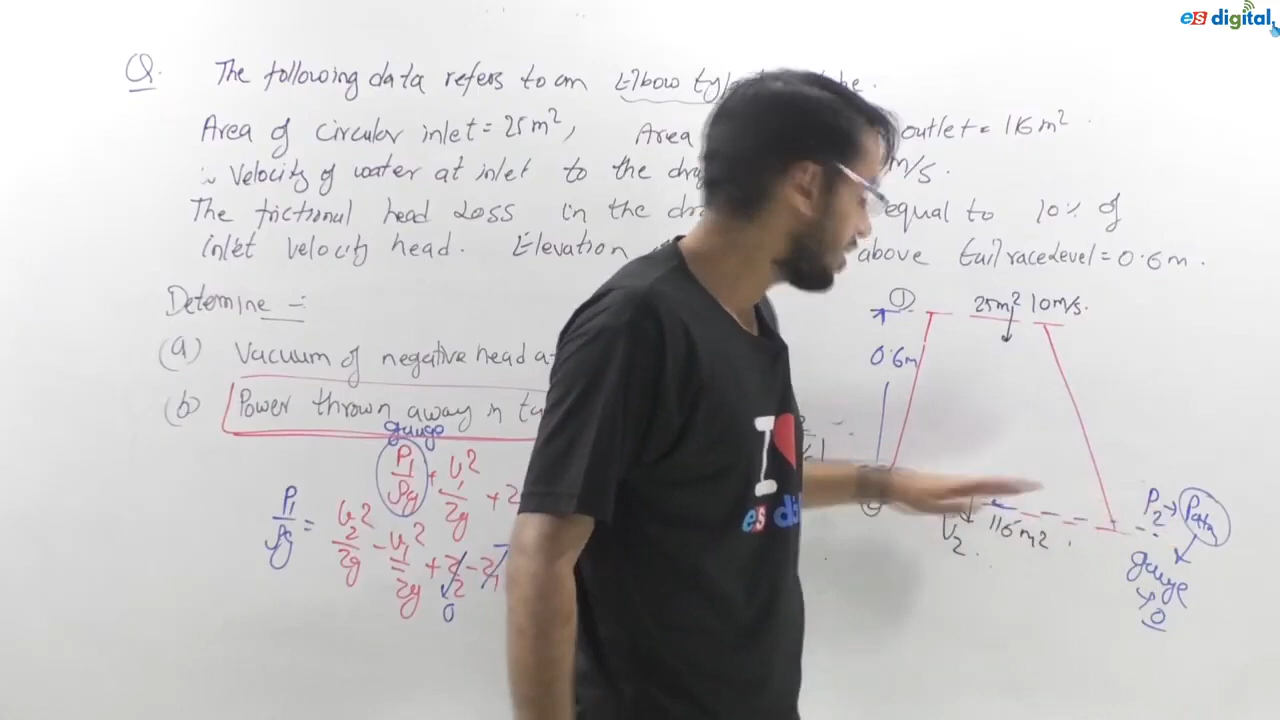 es digital
Q. The following data refers to an Elbow
Area of circular inlet = 25m², Area outlet = 116m²
Velocity of water at inlet to the m/s.
The frictional head Loss in the equal to 10% of
inlet velocity head. Elevation above tailrace Level = 0.6m.
Determine :-
(a) Vacuum of negative head
(b) Power thrown away in
gauge
P₁/ρg + V₁²/2g +
P₁/ρg = V₂²/2g - V₁²/2g + Z₂ - Z₁
0
① 25m² 10m/s.
0.6m
V₂ 116m²
P₂ → Patm
gauge
→ 0
I
es di